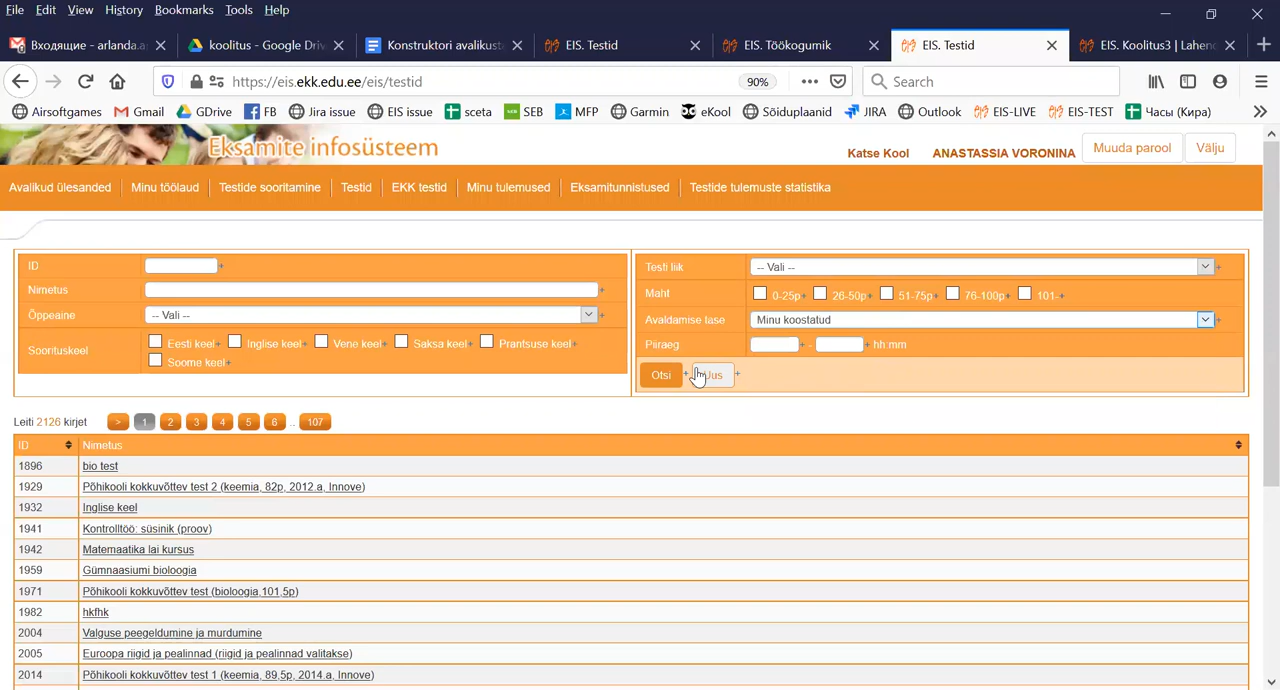 File Edit View History Bookmarks Tools Help
Входящие - arlanda.a
koolitus - Google Driv
Konstruktori avalikust
EIS. Testid
EIS. Töökogumik
EIS. Testid
EIS. Koolitus3 | Lahend
https://eis.ekk.edu.ee/eis/testid
90%
Search
Airsoftgames Gmail GDrive FB Jira issue EIS issue sceta SEB MFP Garmin eKool Sõiduplaanid JIRA Outlook EIS-LIVE EIS-TEST Часы (Кира)
Eksamite infosüsteem
Katse Kool ANASTASSIA VORONINA Muuda parool Välju
Avalikud ülesanded Minu töölaud Testide sooritamine Testid EKK testid Minu tulemused Eksamitunnistused Testide tulemuste statistika
ID
Nimetus
Õppeaine -- Vali --
Soorituskeel Eesti keel Inglise keel Vene keel Saksa keel Prantsuse keel
Soome keel
Testi liik -- Vali --
Maht 0-25p 26-50p 51-75p 76-100p 101-
Avaldamise tase Minu koostatud
Piiraeg - hh:mm
Otsi Uus
Leiti 2126 kirjet > 1 2 3 4 5 6 .. 107
ID Nimetus
1896 bio test
1929 Põhikooli kokkuvõttev test 2 (keemia, 82p, 2012.a, Innove)
1932 Inglise keel
1941 Kontrolltöö: süsinik (proov)
1942 Matemaatika lai kursus
1959 Gümnaasiumi bioloogia
1971 Põhikooli kokkuvõttev test (bioloogia,101,5p)
1982 hkfhk
2004 Valguse peegeldumine ja murdumine
2005 Euroopa riigid ja pealinnad (riigid ja pealinnad valitakse)
2014 Põhikooli kokkuvõttev test 1 (keemia, 89,5p, 2014.a, Innove)